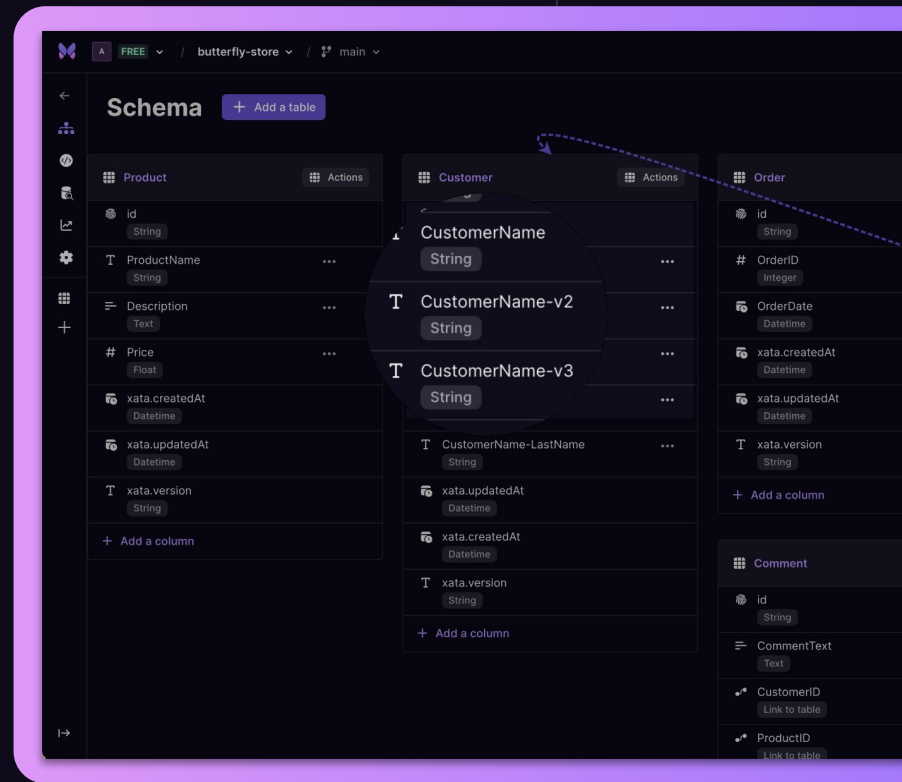 A FREE / butterfly-store / main
Schema
+ Add a table
Product
Actions
id
String
T ProductName
String
Description
Text
# Price
Float
xata.createdAt
Datetime
xata.updatedAt
Datetime
T xata.version
String
+ Add a column
Customer
Actions
CustomerName
String
T CustomerName-v2
String
T CustomerName-v3
String
T CustomerName-LastName
String
xata.updatedAt
Datetime
xata.createdAt
Datetime
T xata.version
String
+ Add a column
Order
id
String
# OrderID
Integer
OrderDate
Datetime
xata.createdAt
Datetime
xata.updatedAt
Datetime
T xata.version
String
+ Add a column
Comment
id
String
CommentText
Text
CustomerID
Link to table
ProductID
Link to table